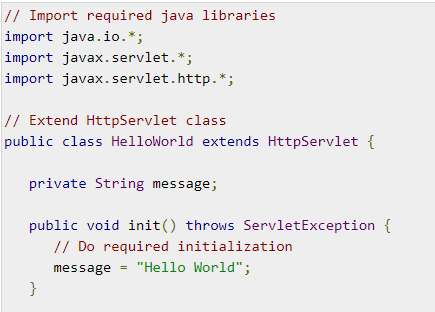 // Import required java libraries
import java.io.*;
import javax.servlet.*;
import javax.servlet.http.*;
// Extend HttpServlet class
public class HelloWorld extends HttpServlet {
private String message;
public void init() throws ServletException {
// Do required initialization
message = "Hello World";
}